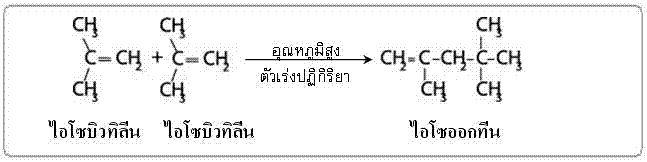 CH₃ CH₃ CH₃
C=CH₂ + C=CH₂ อุณหภูมิสูง ตัวเร่งปฏิกิริยา CH₂=C-CH₂-C-CH₃
CH₃ CH₃ CH₃ CH₃
ไอโซบิวทิลีน ไอโซบิวทิลีน ไอโซออกทีน